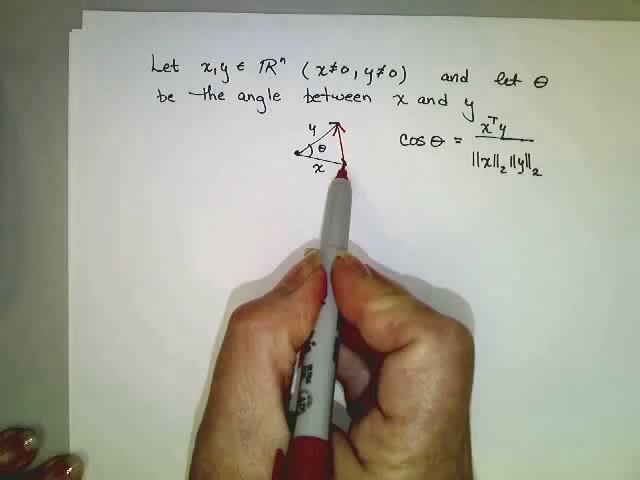 Let x, y ∈ ℝⁿ (x≠0, y≠0) and let θ
be the angle between x and y
y
θ
x
cos θ = xᵀy / ||x||₂ ||y||₂